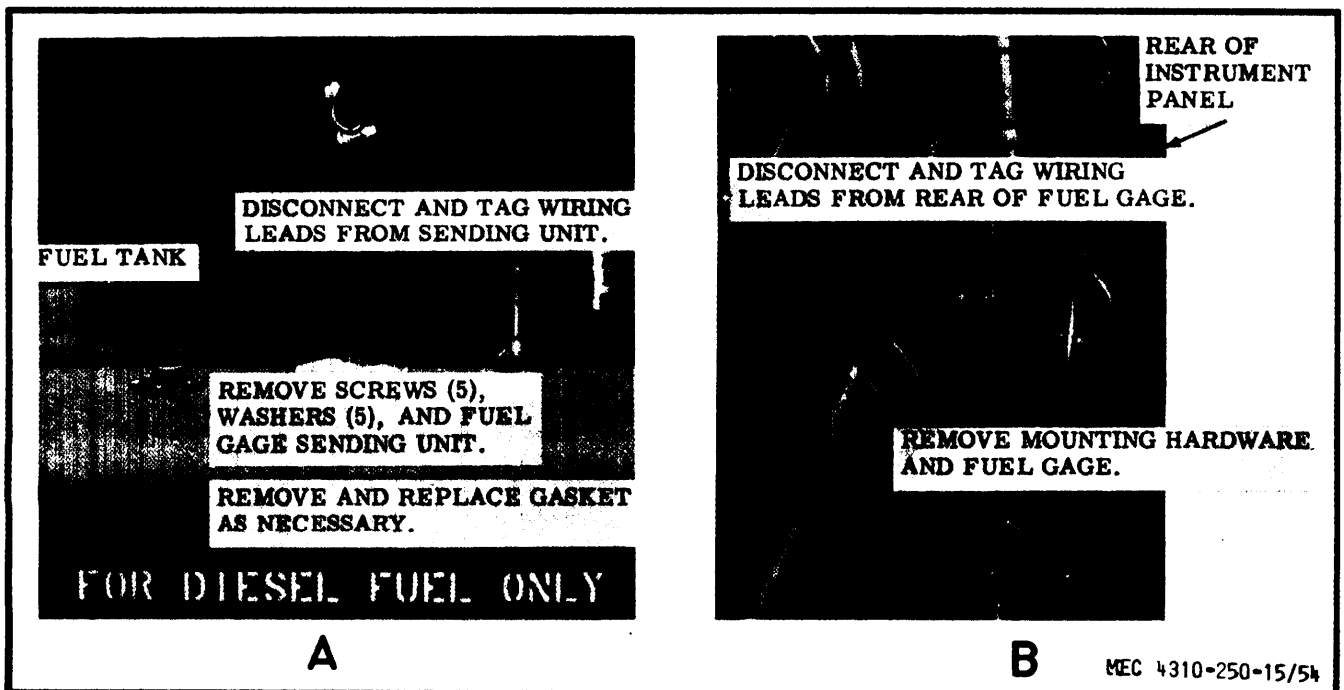 DISCONNECT AND TAG WIRING
LEADS FROM SENDING UNIT.
FUEL TANK
REMOVE SCREWS (5),
WASHERS (5), AND FUEL
GAGE SENDING UNIT.
REMOVE AND REPLACE GASKET
AS NECESSARY.
FOR DIESEL FUEL ONLY
A
REAR OF
INSTRUMENT
PANEL
DISCONNECT AND TAG WIRING
LEADS FROM REAR OF FUEL GAGE.
REMOVE MOUNTING HARDWARE
AND FUEL GAGE.
B
MEC 4310-250-15/54